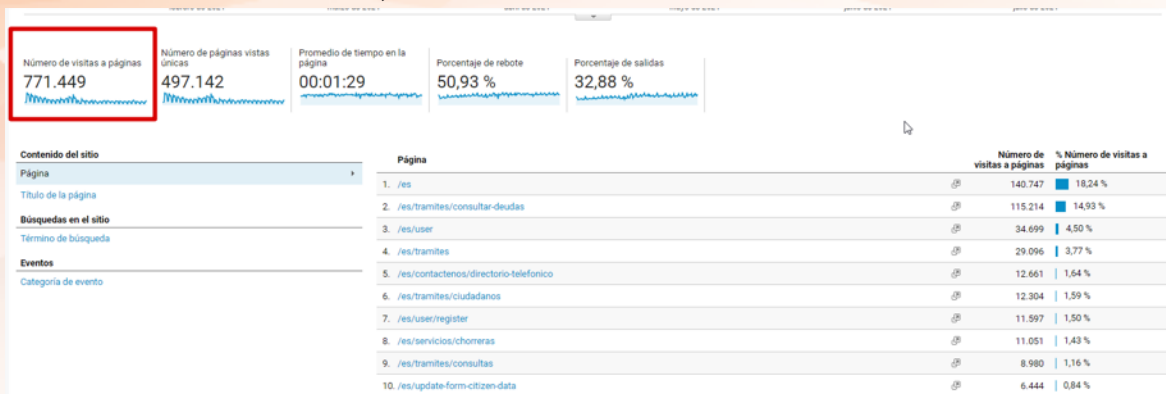 Número de visitas a páginas
771.449
Número de páginas vistas
únicas
497.142
Promedio de tiempo en la
página
00:01:29
Porcentaje de rebote
50,93 %
Porcentaje de salidas
32,88 %
Contenido del sitio
Página
Título de la página
Búsquedas en el sitio
Término de búsqueda
Eventos
Categoría de evento
Página
Número de
visitas a páginas
% Número de visitas a
páginas
1. /es 140.747 18,24 %
2. /es/tramites/consultar-deudas 115.214 14,93 %
3. /es/user 34.699 4,50 %
4. /es/tramites 29.096 3,77 %
5. /es/contactenos/directorio-telefonico 12.661 1,64 %
6. /es/tramites/ciudadanos 12.304 1,59 %
7. /es/user/register 11.597 1,50 %
8. /es/servicios/chorreras 11.051 1,43 %
9. /es/tramites/consultas 8.980 1,16 %
10. /es/update-form-citizen-data 6.444 0,84 %